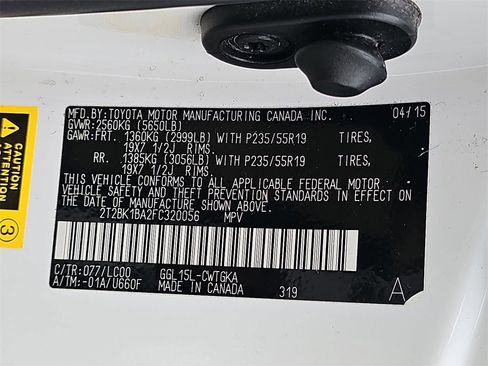 MFD.BY:TOYOTA MOTOR MANUFACTURING CANADA INC. 04/15
GVWR:2560KG (5650LB)
GAWR:FRT. 1360KG (2999LB) WITH P235/55R19 TIRES,
19X7 1/2J RIMS.
RR. 1385KG (3056LB) WITH P235/55R19 TIRES,
19X7 1/2J RIMS.
THIS VEHICLE CONFORMS TO ALL APPLICABLE FEDERAL MOTOR
VEHICLE SAFETY AND THEFT PREVENTION STANDARDS IN EFFECT ON
THE DATE OF MANUFACTURE SHOWN ABOVE.
2T2BK1BA2FC320056 MPV
C/TR:077/LC00 GGL15L-CWTGKA
A/TM:-01A/U660F MADE IN CANADA 319 A
CAUTION
ATTENTION
3